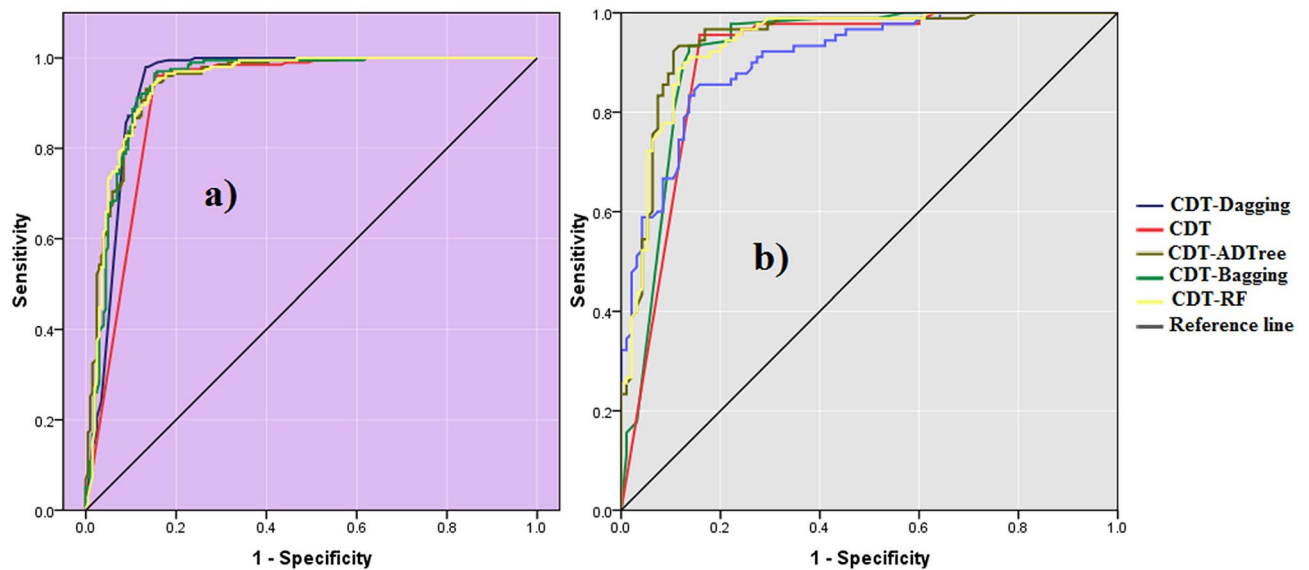 1.0
0.8
0.6
0.4
0.2
0.0
Sensitivity
a)
0.0 0.2 0.4 0.6 0.8 1.0
1 - Specificity
1.0
0.8
0.6
0.4
0.2
0.0
Sensitivity
b)
0.0 0.2 0.4 0.6 0.8 1.0
1 - Specificity
CDT-Dagging
CDT
CDT-ADTree
CDT-Bagging
CDT-RF
Reference line